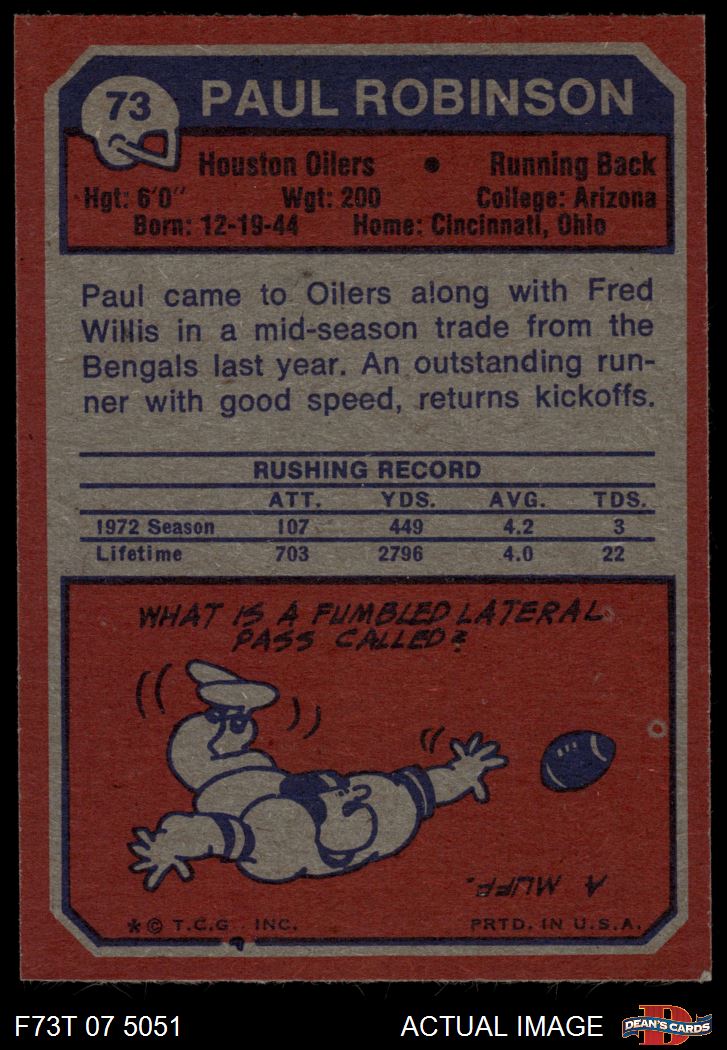 73 PAUL ROBINSON
Houston Oilers • Running Back
Hgt: 6'0" Wgt: 200 College: Arizona
Born: 12-19-44 Home: Cincinnati, Ohio
Paul came to Oilers along with Fred
Willis in a mid-season trade from the
Bengals last year. An outstanding run-
ner with good speed, returns kickoffs.
RUSHING RECORD
ATT. YDS. AVG. TDS.
1972 Season 107 449 4.2 3
Lifetime 703 2796 4.0 22
WHAT IS A FUMBLED LATERAL
PASS CALLED?
A MUFF.
*© T.C.G. INC. PRTD. IN U.S.A.
F73T 07 5051 ACTUAL IMAGE D DEAN'S CARDS